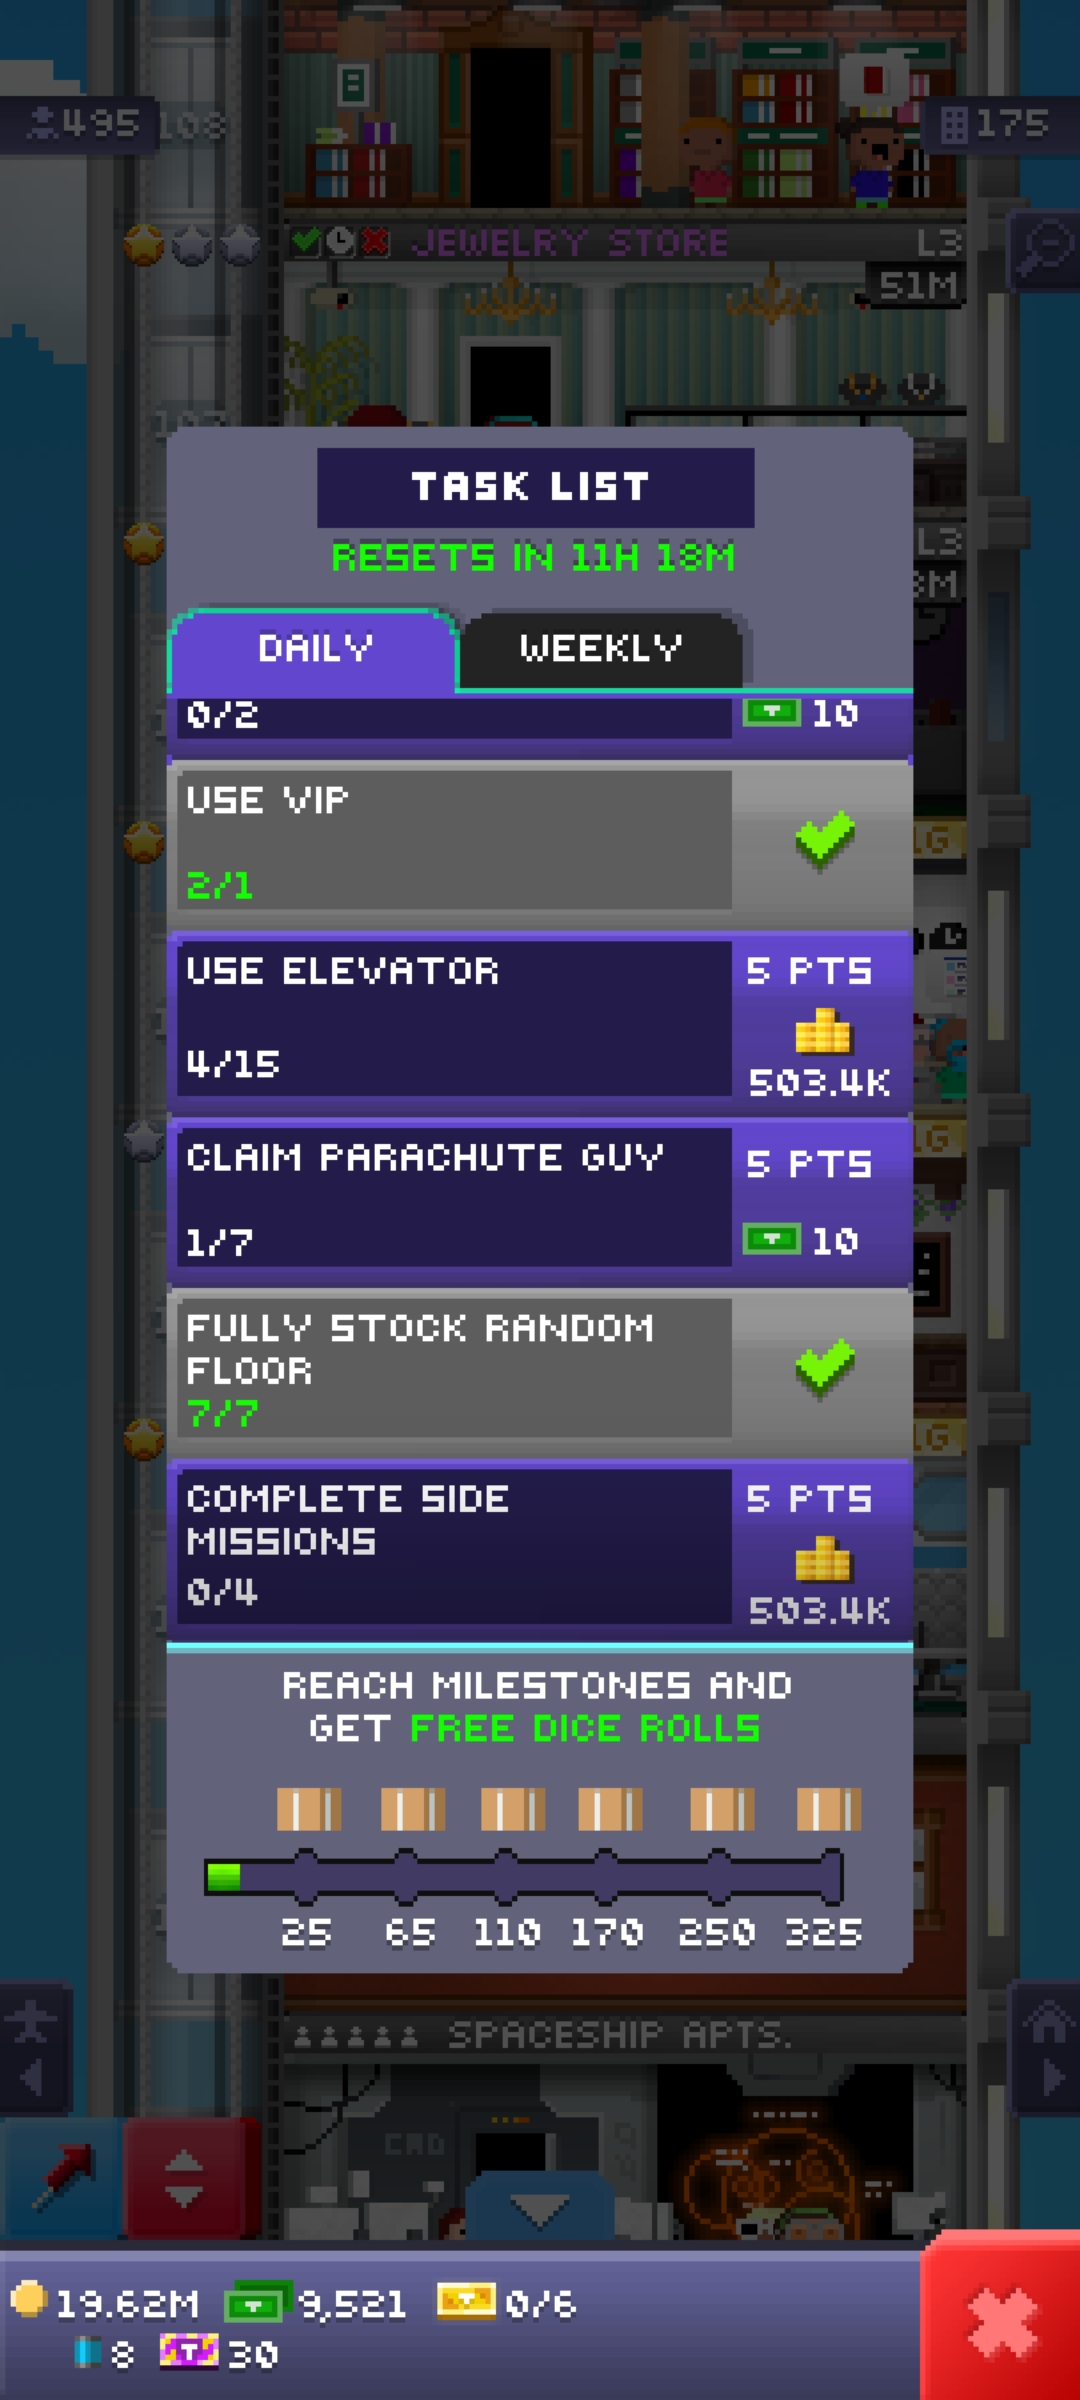 495
108
175
JEWELRY STORE
L3
51M
TASK LIST
L3
RESETS IN 11H 18M
DAILY
WEEKLY
0/2
10
USE VIP
2/1
USE ELEVATOR
5 PTS
4/15
503.4K
CLAIM PARACHUTE GUY
5 PTS
1/7
10
FULLY STOCK RANDOM
FLOOR
7/7
COMPLETE SIDE
MISSIONS
5 PTS
0/4
503.4K
REACH MILESTONES AND
GET FREE DICE ROLLS
25
65
110
170
250
325
SPACESHIP APTS.
19.62M
9,521
0/6
8
30